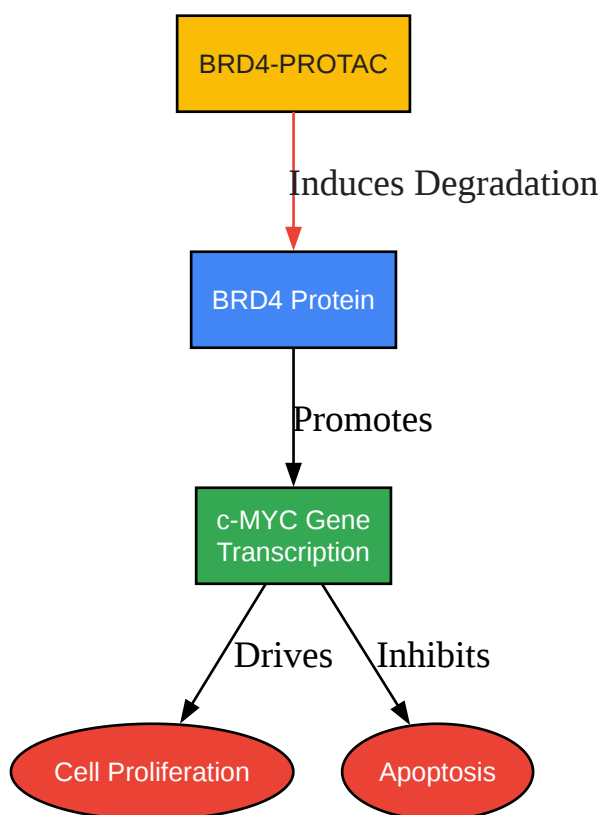 BRD4-PROTAC
Induces Degradation
BRD4 Protein
Promotes
c-MYC Gene
Transcription
Drives
Inhibits
Cell Proliferation
Apoptosis